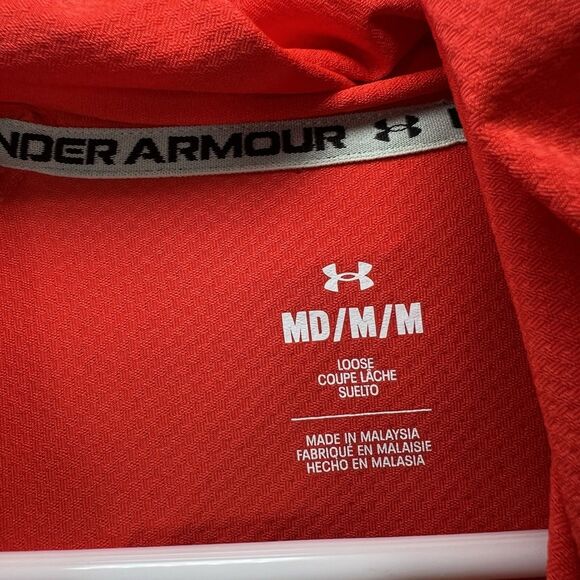 NDER ARMOUR
MD/M/M
LOOSE
COUPE LÂCHE
SUELTO
MADE IN MALAYSIA
FABRIQUÉ EN MALAISIE
HECHO EN MALASIA